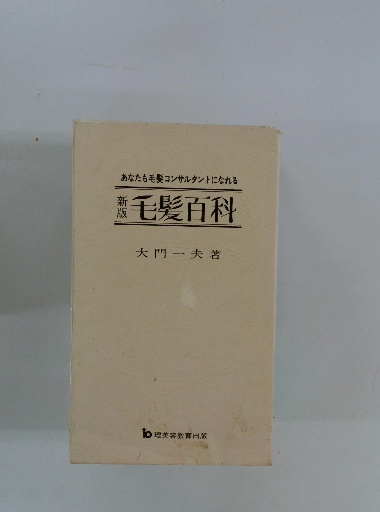 あなたも毛髪コンサルタントになれる
新版 毛髪百科
大門一夫著
理美容教育出版